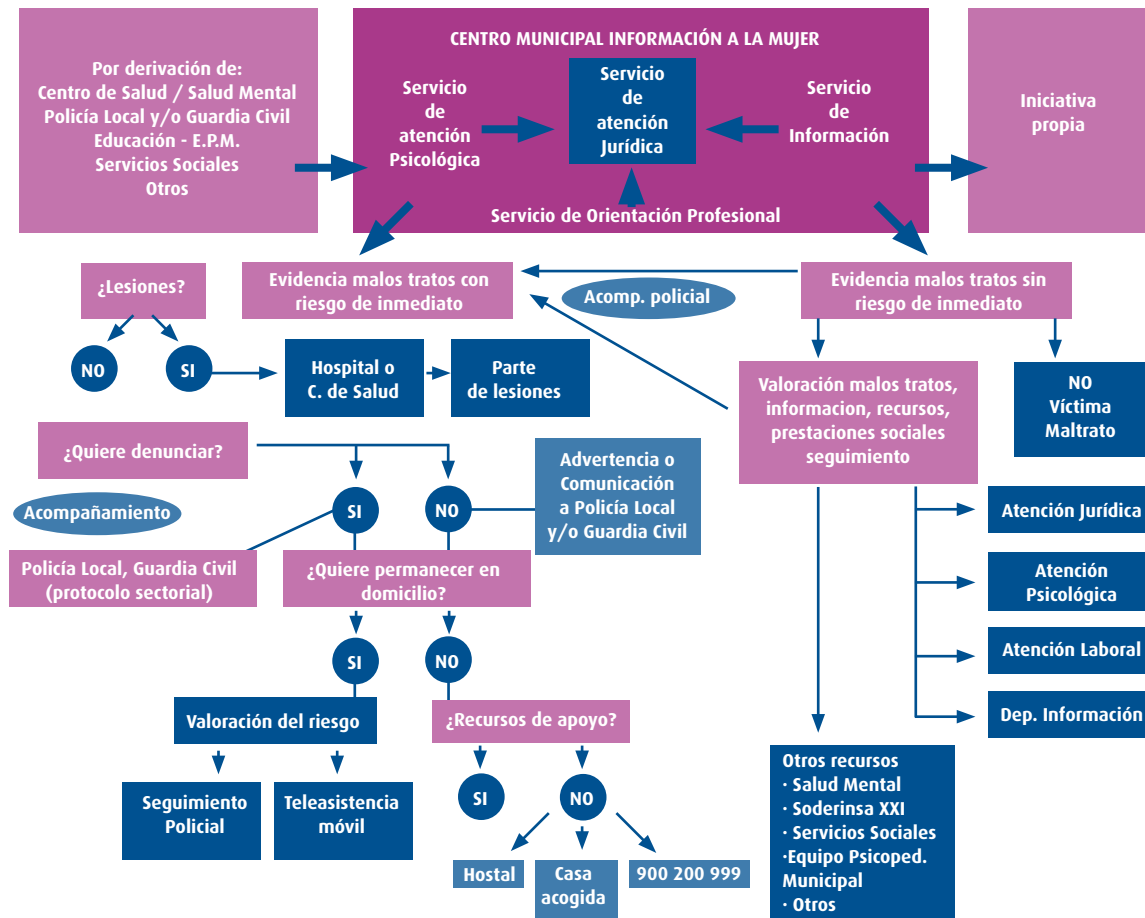 Por derivación de:
Centro de Salud / Salud Mental
Policía Local y/o Guardia Civil
Educación - E.P.M.
Servicios Sociales
Otros
CENTRO MUNICIPAL INFORMACIÓN A LA MUJER
Servicio
de
atención
Psicológica
Servicio
de
atención
Jurídica
Servicio
de
Información
Servicio de Orientación Profesional
Iniciativa
propia
¿Lesiones?
Evidencia malos tratos con
riesgo de inmediato
Acomp. policial
Evidencia malos tratos sin
riesgo de inmediato
NO
SI
Hospital o
C. de Salud
Parte
de lesiones
Valoración malos tratos,
informacion, recursos,
prestaciones sociales
seguimiento
NO
Víctima
Maltrato
¿Quiere denunciar?
Advertencia o
Comunicación
a Policía Local
y/o Guardia Civil
Acompañamiento
SI
NO
Atención Jurídica
Policía Local, Guardia Civil
(protocolo sectorial)
¿Quiere permanecer en
domicilio?
Atención
Psicológica
SI
NO
Atención Laboral
Valoración del riesgo
¿Recursos de apoyo?
Dep. Información
Seguimiento
Policial
Teleasistencia
móvil
SI
NO
Otros recursos
· Salud Mental
· Soderinsa XXI
· Servicios Sociales
·Equipo Psicoped.
Municipal
· Otros
Hostal
Casa
acogida
900 200 999